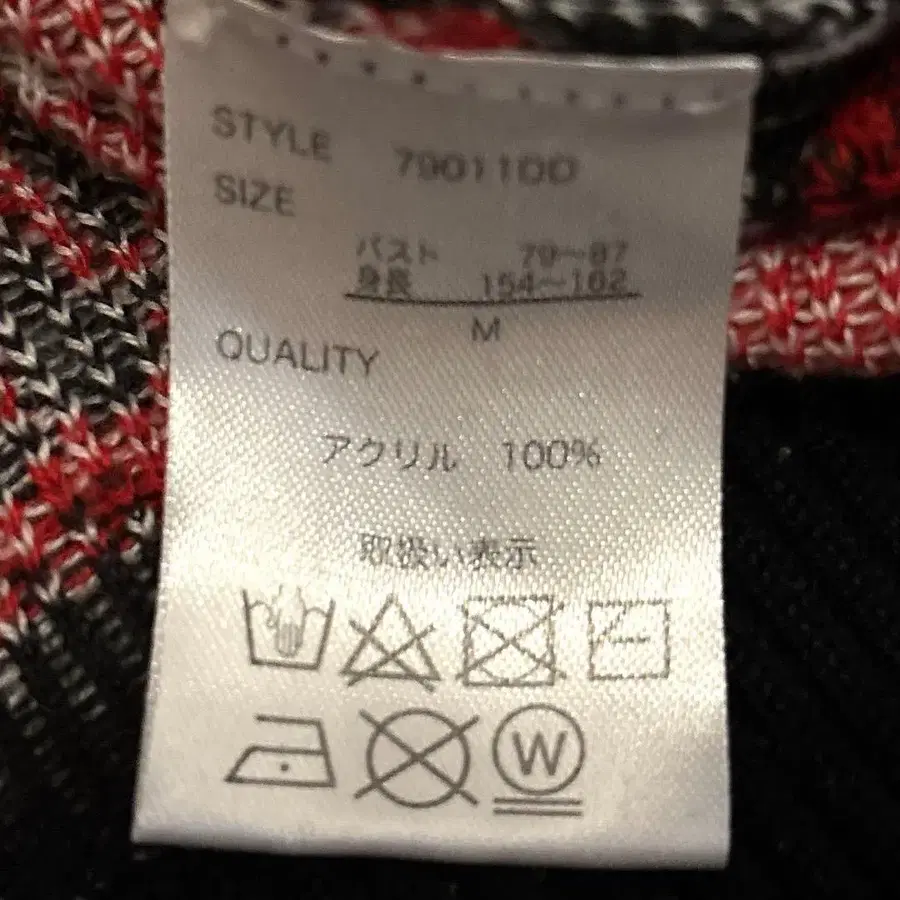 STYLE 7901100
SIZE
バスト 79〜87
身長 154〜162
M
QUALITY
アクリル 100%
取扱い表示
W